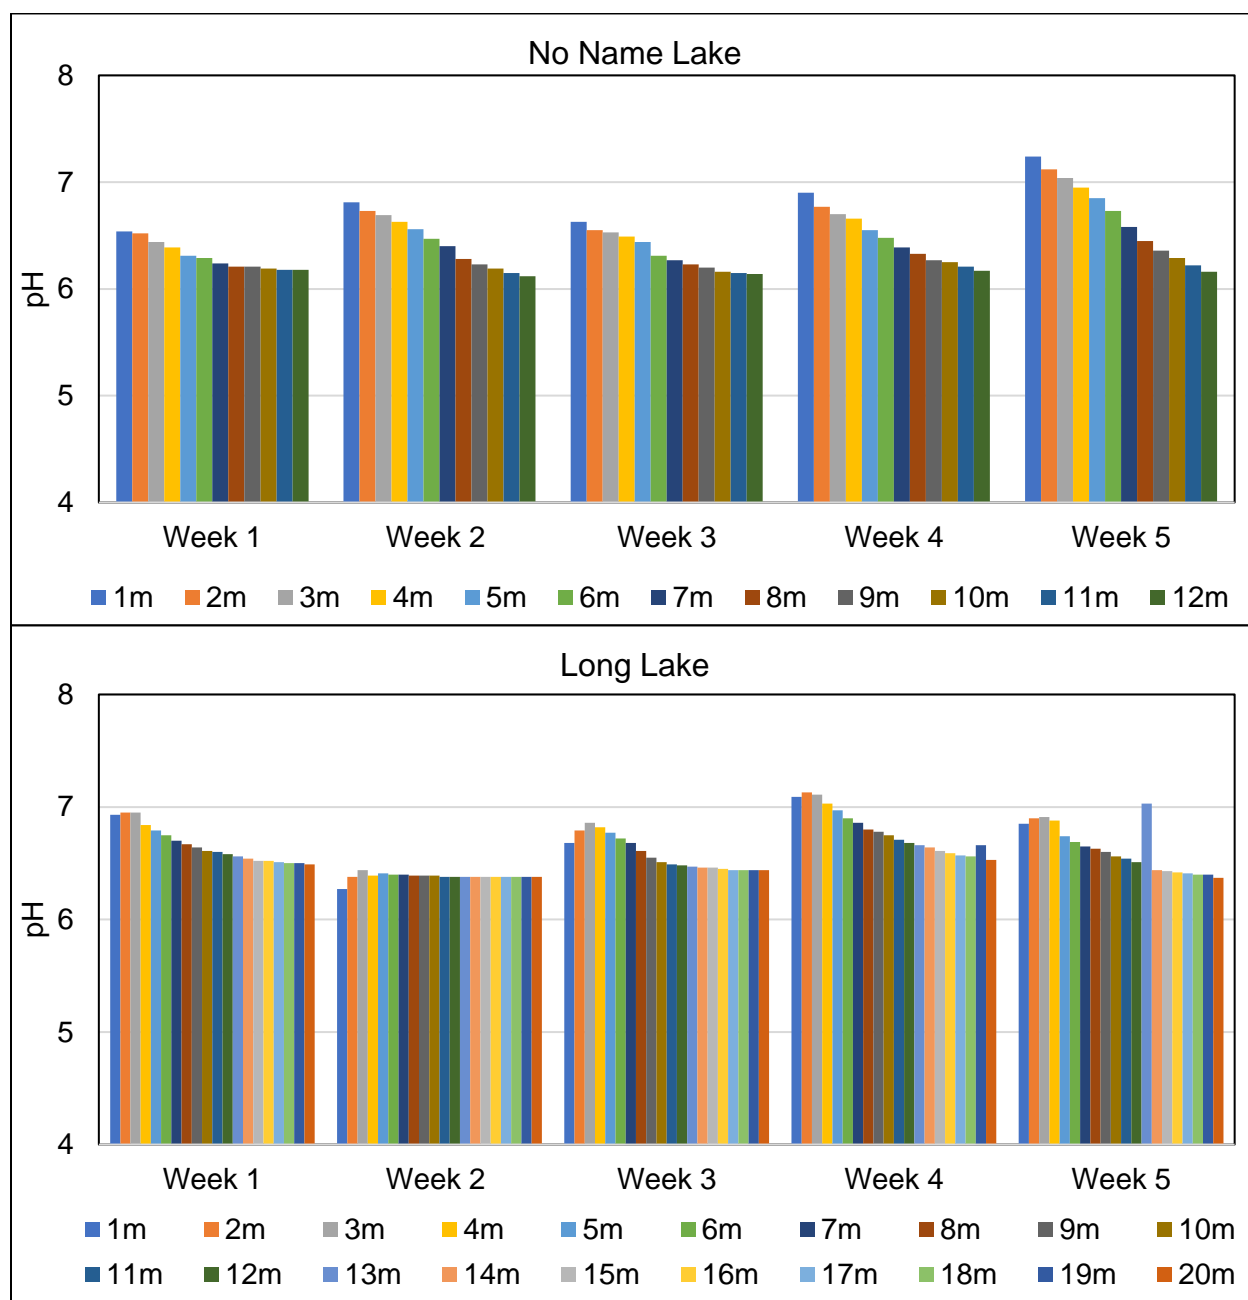 No Name Lake
8
7
6
5
4
pH
Week 1 Week 2 Week 3 Week 4 Week 5
1m 2m 3m 4m 5m 6m 7m 8m 9m 10m 11m 12m
Long Lake
8
7
6
5
4
pH
Week 1 Week 2 Week 3 Week 4 Week 5
1m 2m 3m 4m 5m 6m 7m 8m 9m 10m
11m 12m 13m 14m 15m 16m 17m 18m 19m 20m